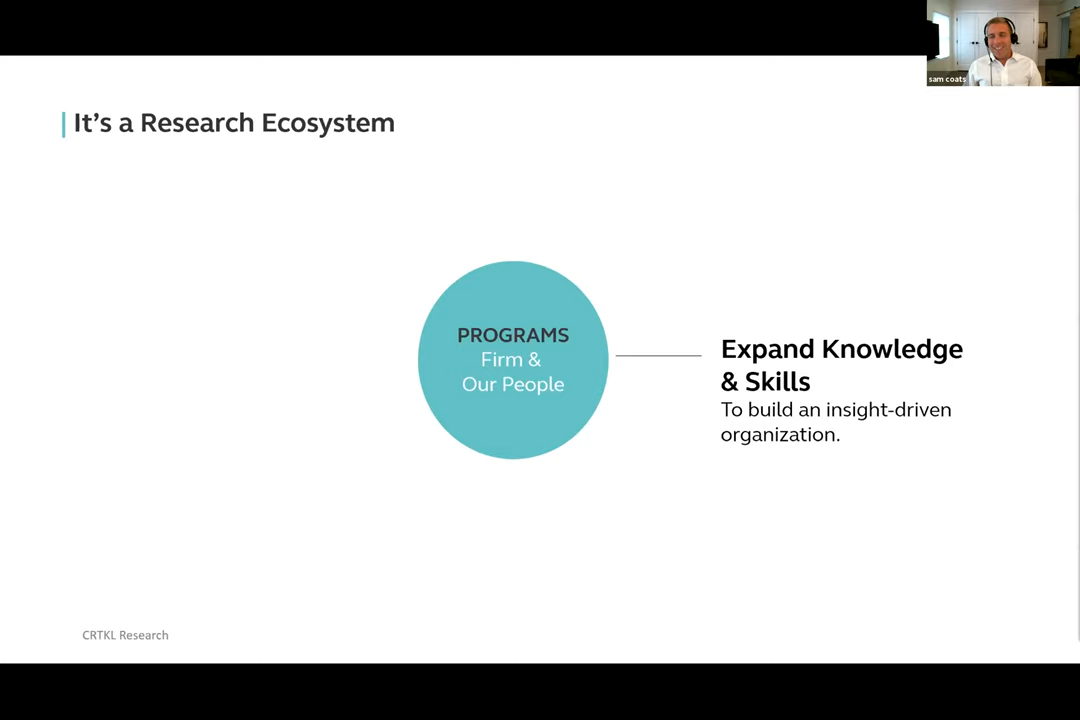 sam coats
It’s a Research Ecosystem
PROGRAMS
Firm &
Our People
Expand Knowledge
& Skills
To build an insight-driven
organization.
CRTKL Research